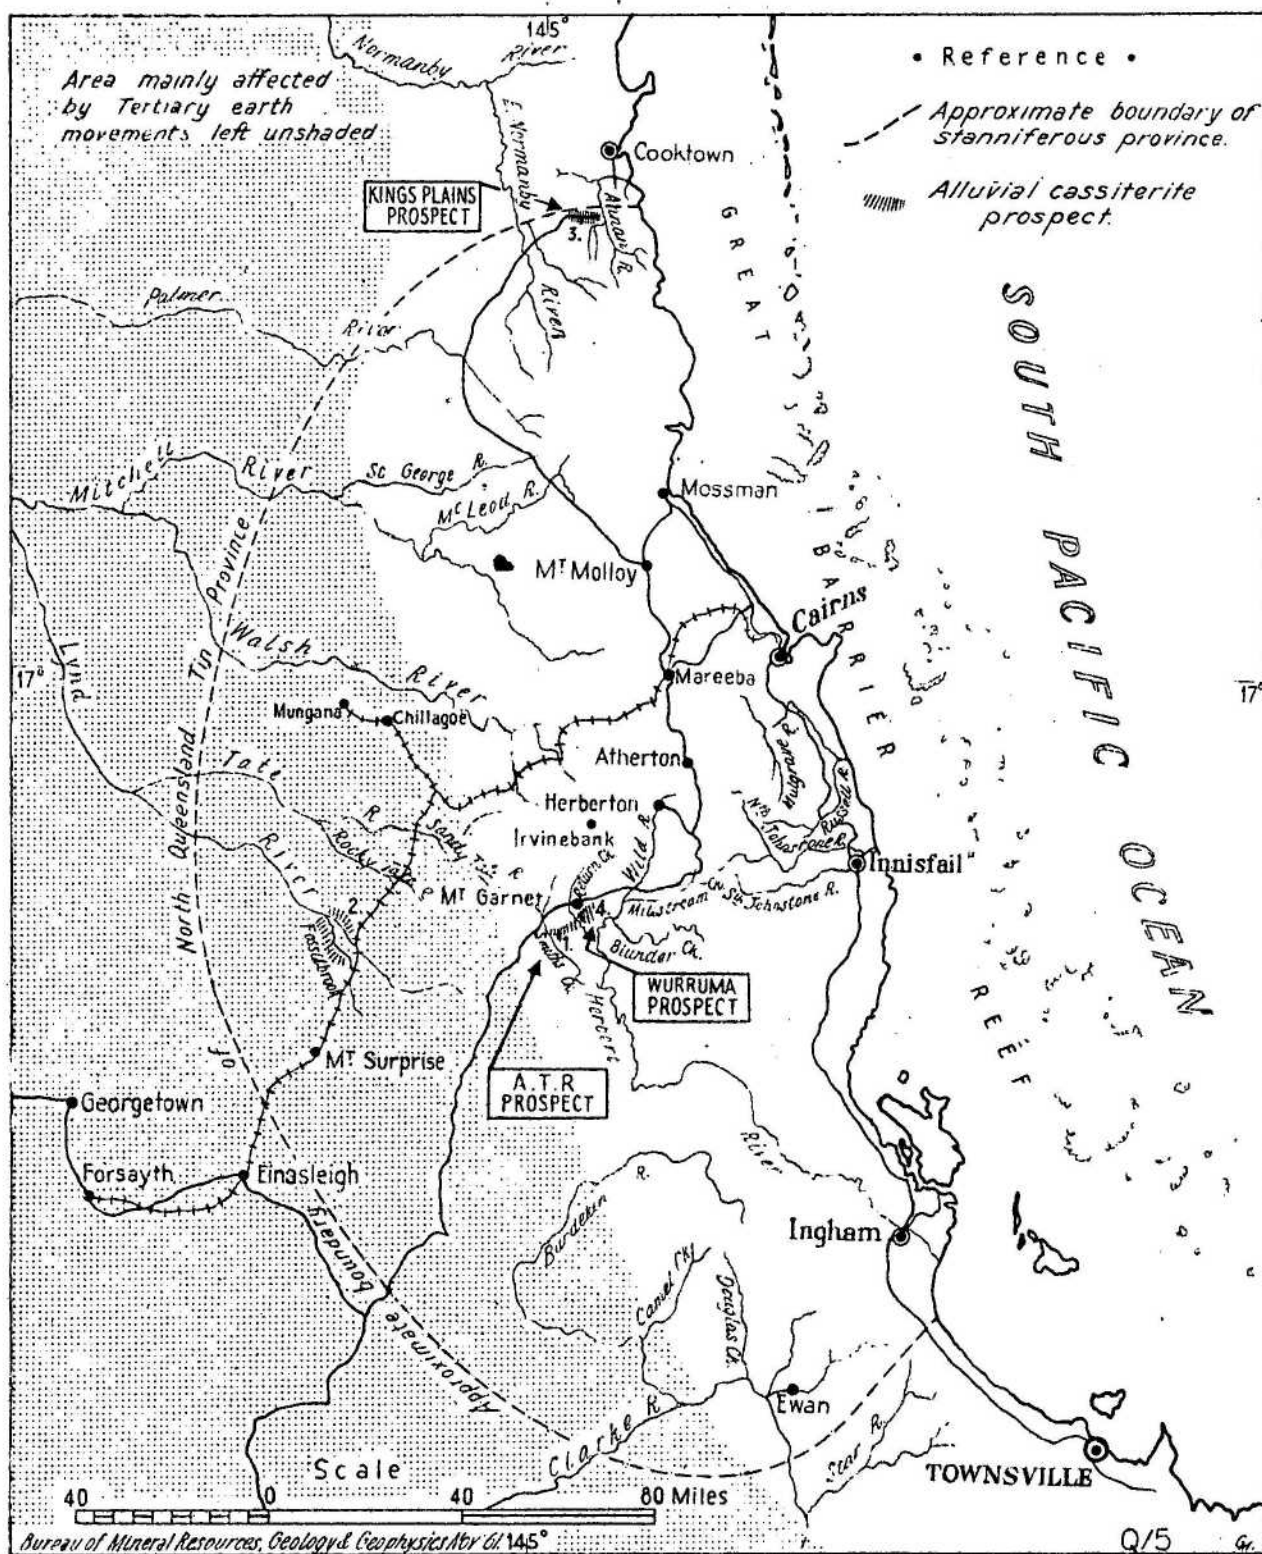 145°
• Reference •
Area mainly affected
by Tertiary earth
movements left unshaded
Normanby River
Approximate boundary of
stanniferous province.
Alluvial cassiterite
prospect.
E. Normanby
River
Cooktown
KINGS PLAINS
PROSPECT
3.
Annan R.
GREAT
BARRIER
REEF
SOUTH PACIFIC OCEAN
Palmer
River
Mitchell River
St George R.
McLeod R.
Mossman
MT Molloy
Cairns
17°
17°
Lynd
River
Walsh
River
Mareeba
Mungana
Chillagoe
Atherton
Mulgrave R.
Russell R.
Herberton
Irvinebank
Nth Johnstone R.
Innisfail
Tate
R
Rocky Tate R
Sandy Tate R
MT Garnet
Return Ck
Wild R
Millstream
Sth Johnstone R.
2.
4.
1.
Fossilbrook
Blunder Ck.
WURRUMA
PROSPECT
Herbert
River
MT Surprise
A.T.R
PROSPECT
Georgetown
Forsayth
Einasleigh
Burdekin R.
Ingham
Camel Ck
Douglas Ck.
Ewan
Clarke R
Star R.
TOWNSVILLE
Approximate boundary of North Queensland Tin Province
Scale
40 0 40 80 Miles
Bureau of Mineral Resources, Geology & Geophysics Nov 61.
145°
Q/5